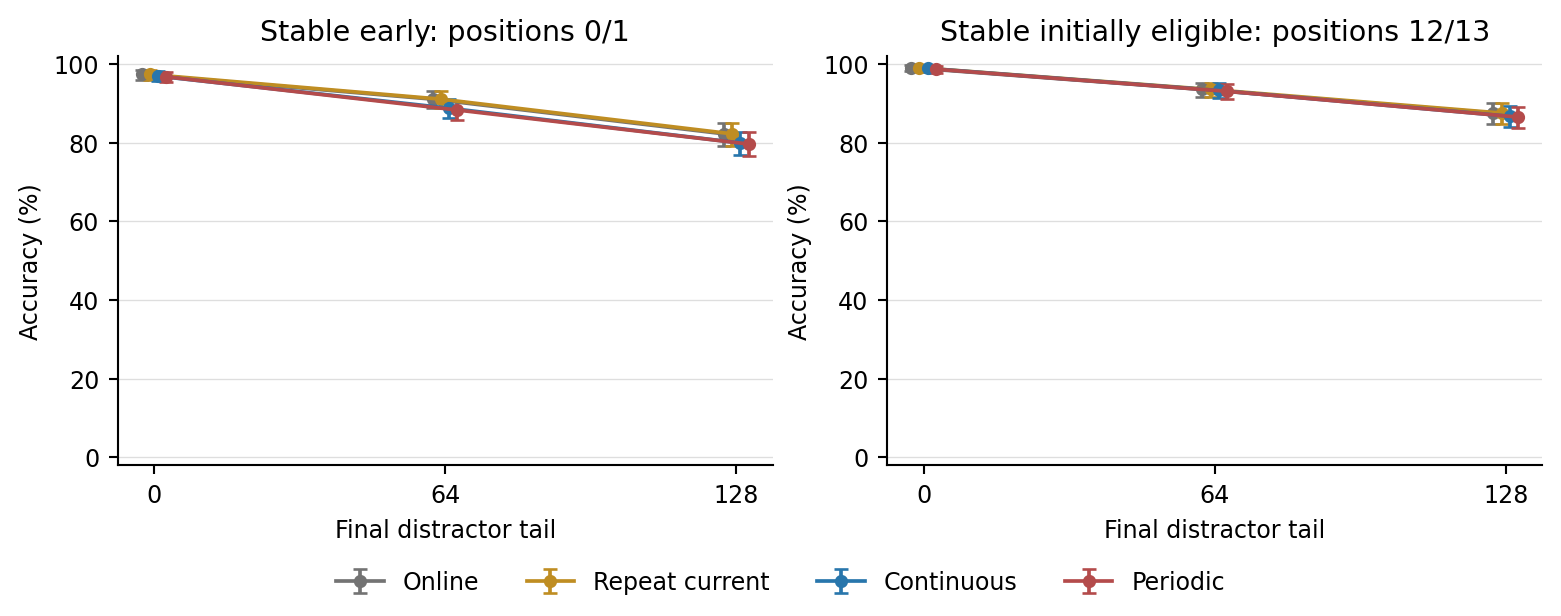 Stable early: positions 0/1
Accuracy (%)
100
80
60
40
20
0
0 64 128
Final distractor tail
Stable initially eligible: positions 12/13
Accuracy (%)
100
80
60
40
20
0
0 64 128
Final distractor tail
Online Repeat current Continuous Periodic